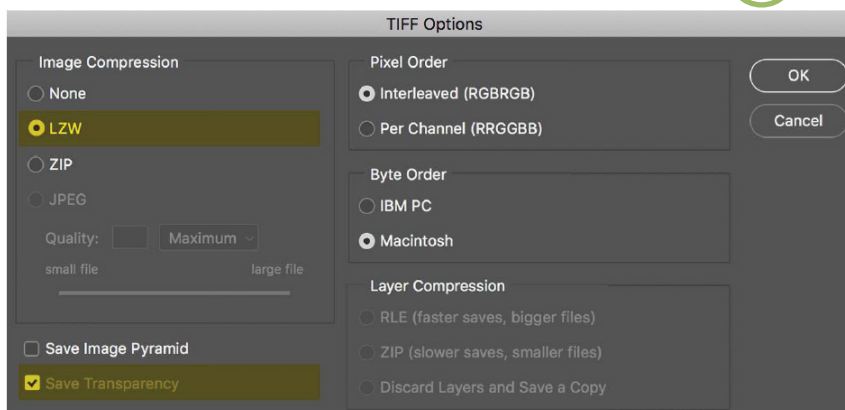 TIFF Options
Image Compression
None
LZW
ZIP
JPEG
Quality: Maximum
small file large file
Save Image Pyramid
Save Transparency
Pixel Order
Interleaved (RGBRGB)
Per Channel (RRGGBB)
Byte Order
IBM PC
Macintosh
Layer Compression
RLE (faster saves, bigger files)
ZIP (slower saves, smaller files)
Discard Layers and Save a Copy
OK
Cancel